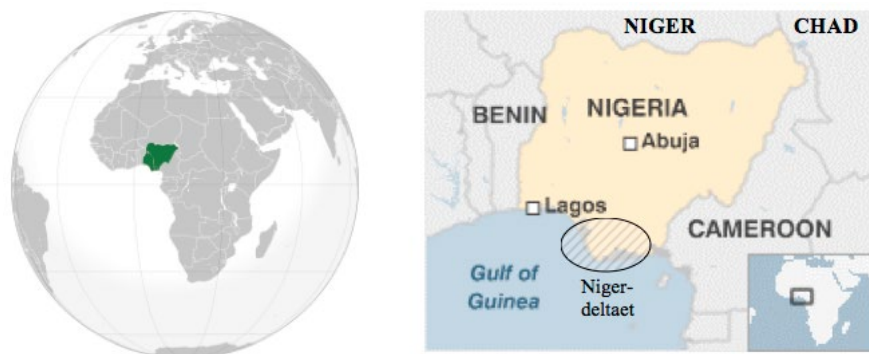 NIGER
CHAD
BENIN
NIGERIA
Abuja
Lagos
CAMEROON
Gulf of
Guinea
Niger-
deltaet